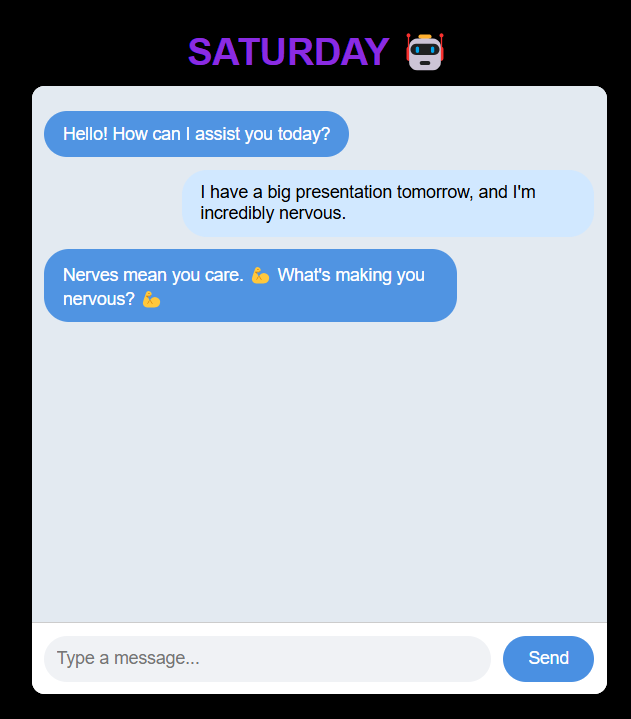 SATURDAY 🤖
Hello! How can I assist you today?
I have a big presentation tomorrow, and I'm
incredibly nervous.
Nerves mean you care. 💪 What's making you
nervous? 💪
Type a message...
Send